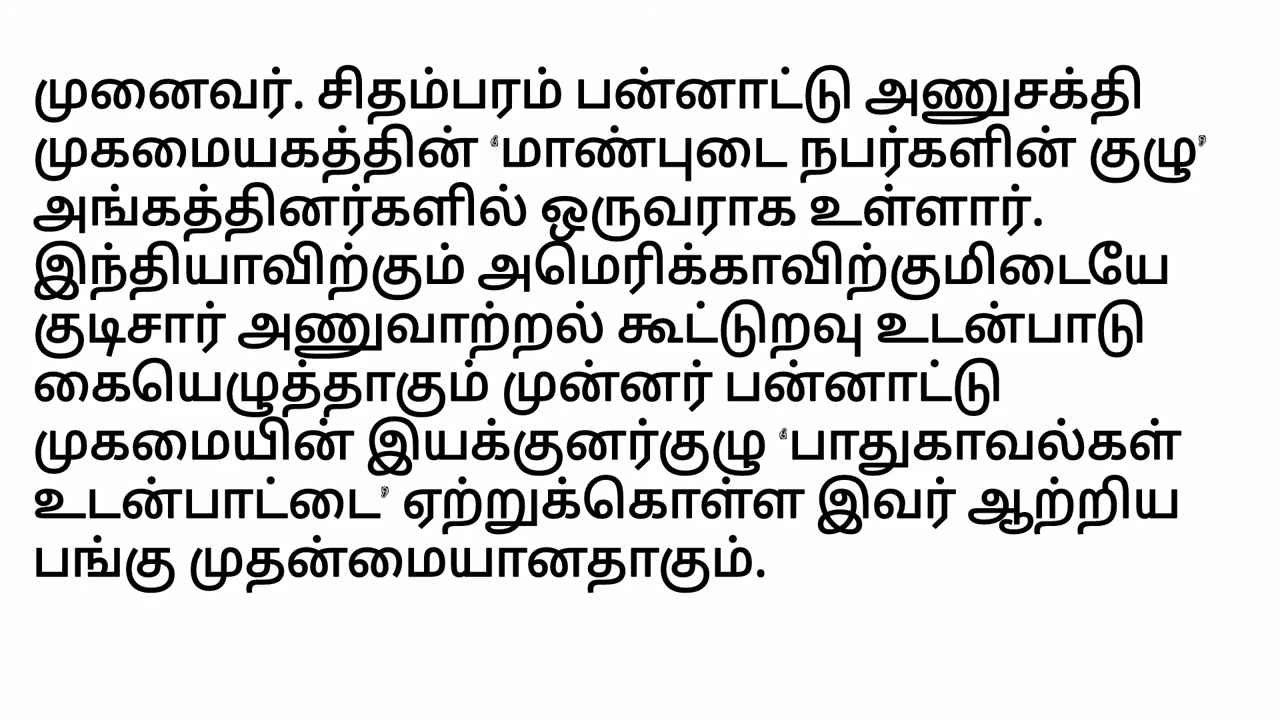 முனைவர். சிதம்பரம் பன்னாட்டு அணுசக்தி
முகமையகத்தின் ‘மாண்புடை நபர்களின் குழு’
அங்கத்தினர்களில் ஒருவராக உள்ளார்.
இந்தியாவிற்கும் அமெரிக்காவிற்குமிடையே
குடிசார் அணுவாற்றல் கூட்டுறவு உடன்பாடு
கையெழுத்தாகும் முன்னர் பன்னாட்டு
முகமையின் இயக்குனர்குழு ‘பாதுகாவல்கள்
உடன்பாட்டை’ ஏற்றுக்கொள்ள இவர் ஆற்றிய
பங்கு முதன்மையானதாகும்.